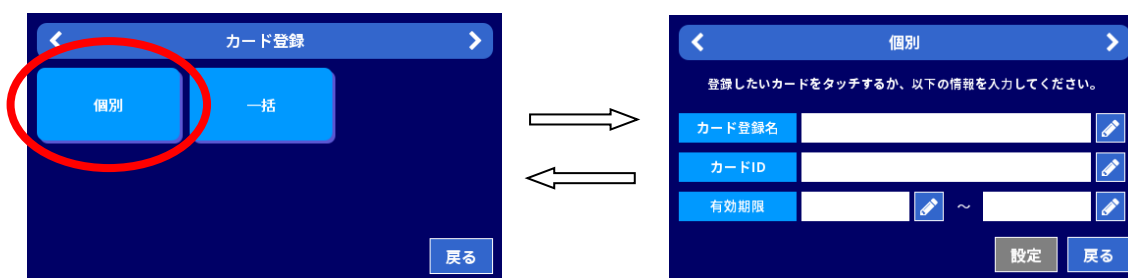 カード登録
個別
一括
戻る
個別
登録したいカードをタッチするか、以下の情報を入力してください。
カード登録名
カードID
有効期限 ～
設定 戻る